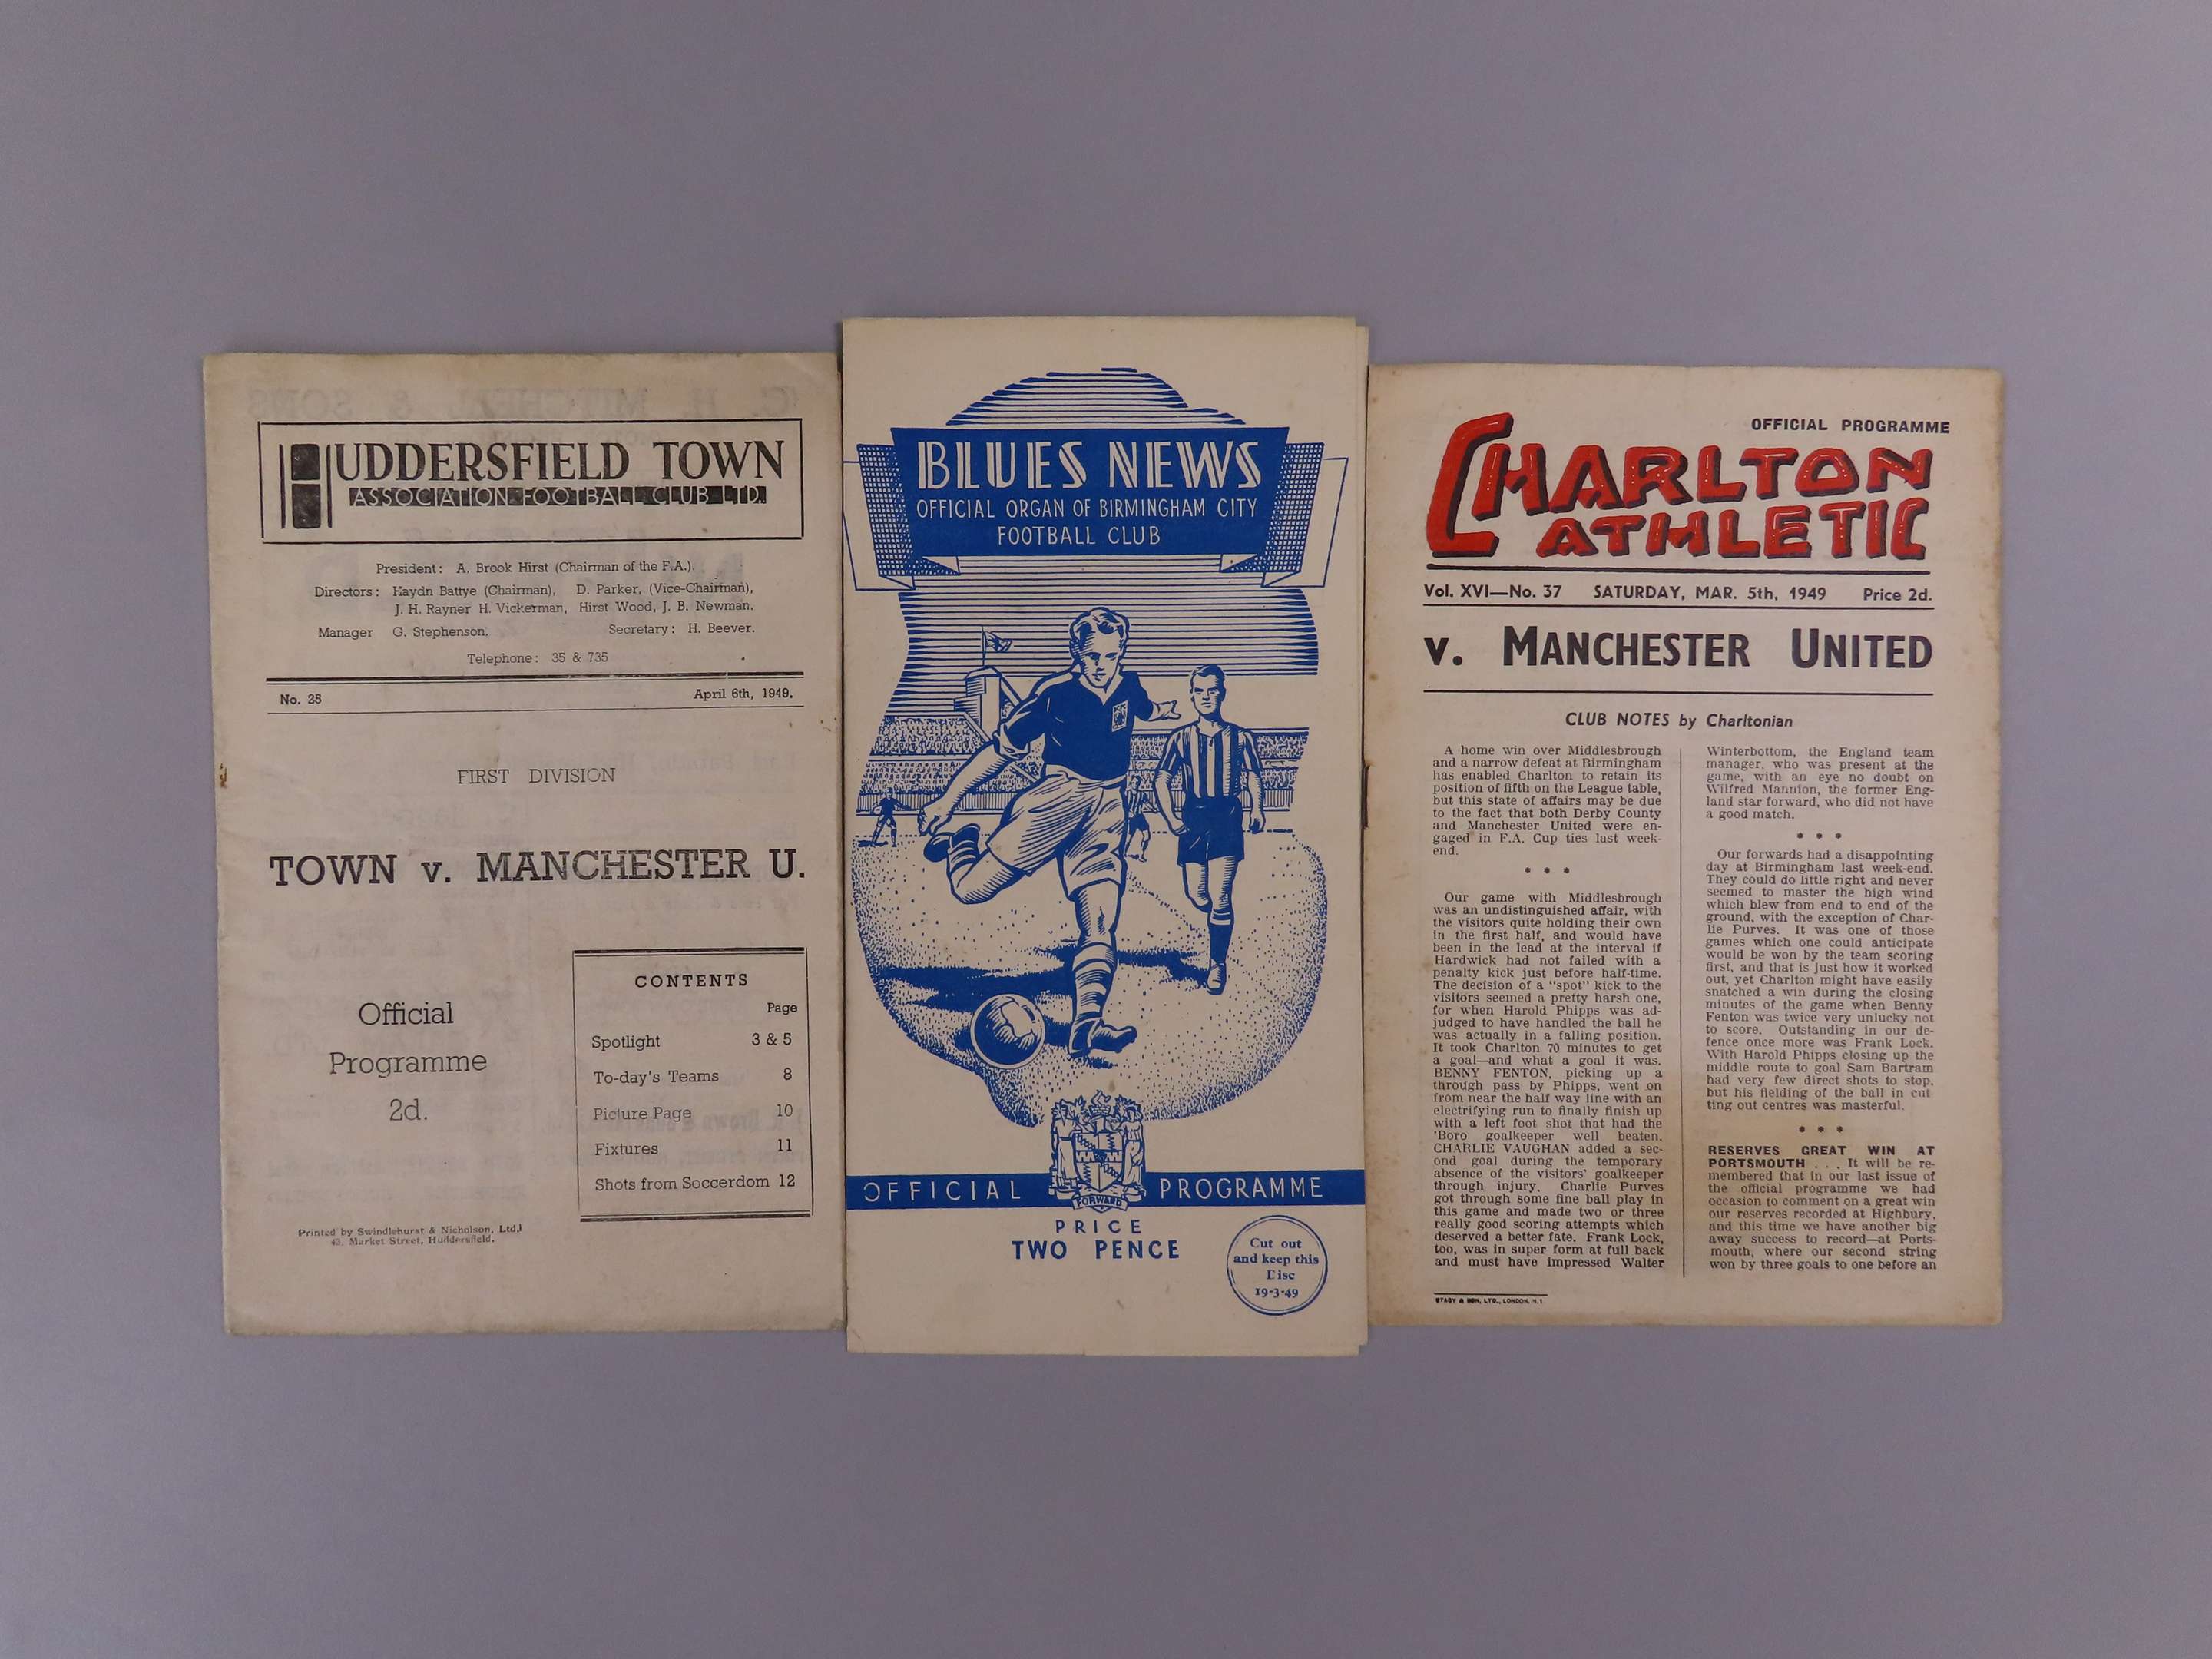 HUDDERSFIELD TOWN
ASSOCIATION FOOTBALL CLUB LTD.
President: A. Brook Hirst (Chairman of the F.A.).
Directors: Haydn Battye (Chairman), D. Parker, (Vice-Chairman),
J. H. Rayner H. Vickerman, Hirst Wood, J. B. Newman.
Manager G. Stephenson. Secretary: H. Beever.
Telephone: 35 & 735
No. 25 April 6th, 1949.
FIRST DIVISION
TOWN v. MANCHESTER U.
Official
Programme
2d.
CONTENTS
Page
Spotlight 3 & 5
To-day's Teams 8
Picture Page 10
Fixtures 11
Shots from Soccerdom 12
Printed by Swindlehurst & Nicholson, Ltd.
43, Market Street, Huddersfield.
BLUES NEWS
OFFICIAL ORGAN OF BIRMINGHAM CITY
FOOTBALL CLUB
FORWARD
OFFICIAL PROGRAMME
PRICE
TWO PENCE
Cut out
and keep this
Disc
19-3-49
OFFICIAL PROGRAMME
CHARLTON
ATHLETIC
Vol. XVI—No. 37 SATURDAY, MAR. 5th, 1949 Price 2d.
v. MANCHESTER UNITED
CLUB NOTES by Charltonian
A home win over Middlesbrough
and a narrow defeat at Birmingham
has enabled Charlton to retain its
position of fifth on the League table,
but this state of affairs may be due
to the fact that both Derby County
and Manchester United were en-
gaged in F.A. Cup ties last week-
end.
* * *
Our game with Middlesbrough
was an undistinguished affair, with
the visitors quite holding their own
in the first half, and would have
been in the lead at the interval if
Hardwick had not failed with a
penalty kick just before half-time.
The decision of a "spot" kick to the
visitors seemed a pretty harsh one,
for when Harold Phipps was ad-
judged to have handled the ball he
was actually in a falling position.
It took Charlton 70 minutes to get
a goal—and what a goal it was.
BENNY FENTON, picking up a
through pass by Phipps, went on
from near the half way line with an
electrifying run to finally finish up
with a left foot shot that had the
'Boro goalkeeper well beaten.
CHARLIE VAUGHAN added a sec-
ond goal during the temporary
absence of the visitors' goalkeeper
through injury. Charlie Purves
got through some fine ball play in
this game and made two or three
really good scoring attempts which
deserved a better fate. Frank Lock,
too, was in super form at full back
and must have impressed Walter
STACY & SON, LTD., LONDON, N.1
Winterbottom, the England team
manager, who was present at the
game, with an eye no doubt on
Wilfred Mannion, the former Eng-
land star forward, who did not have
a good match.
* * *
Our forwards had a disappointing
day at Birmingham last week-end.
They could do little right and never
seemed to master the high wind
which blew from end to end of the
ground, with the exception of Char-
lie Purves. It was one of those
games which one could anticipate
would be won by the team scoring
first, and that is just how it worked
out, yet Charlton might have easily
snatched a win during the closing
minutes of the game when Benny
Fenton was twice very unlucky not
to score. Outstanding in our de-
fence once more was Frank Lock.
With Harold Phipps closing up the
middle route to goal Sam Bartram
had very few direct shots to stop,
but his fielding of the ball in cut
ting out centres was masterful.
* * *
RESERVES GREAT WIN AT
PORTSMOUTH . . . It will be re-
membered that in our last issue of
the official programme we had
occasion to comment on a great win
our reserves recorded at Highbury,
and this time we have another big
away success to record—at Ports-
mouth, where our second string
won by three goals to one before an